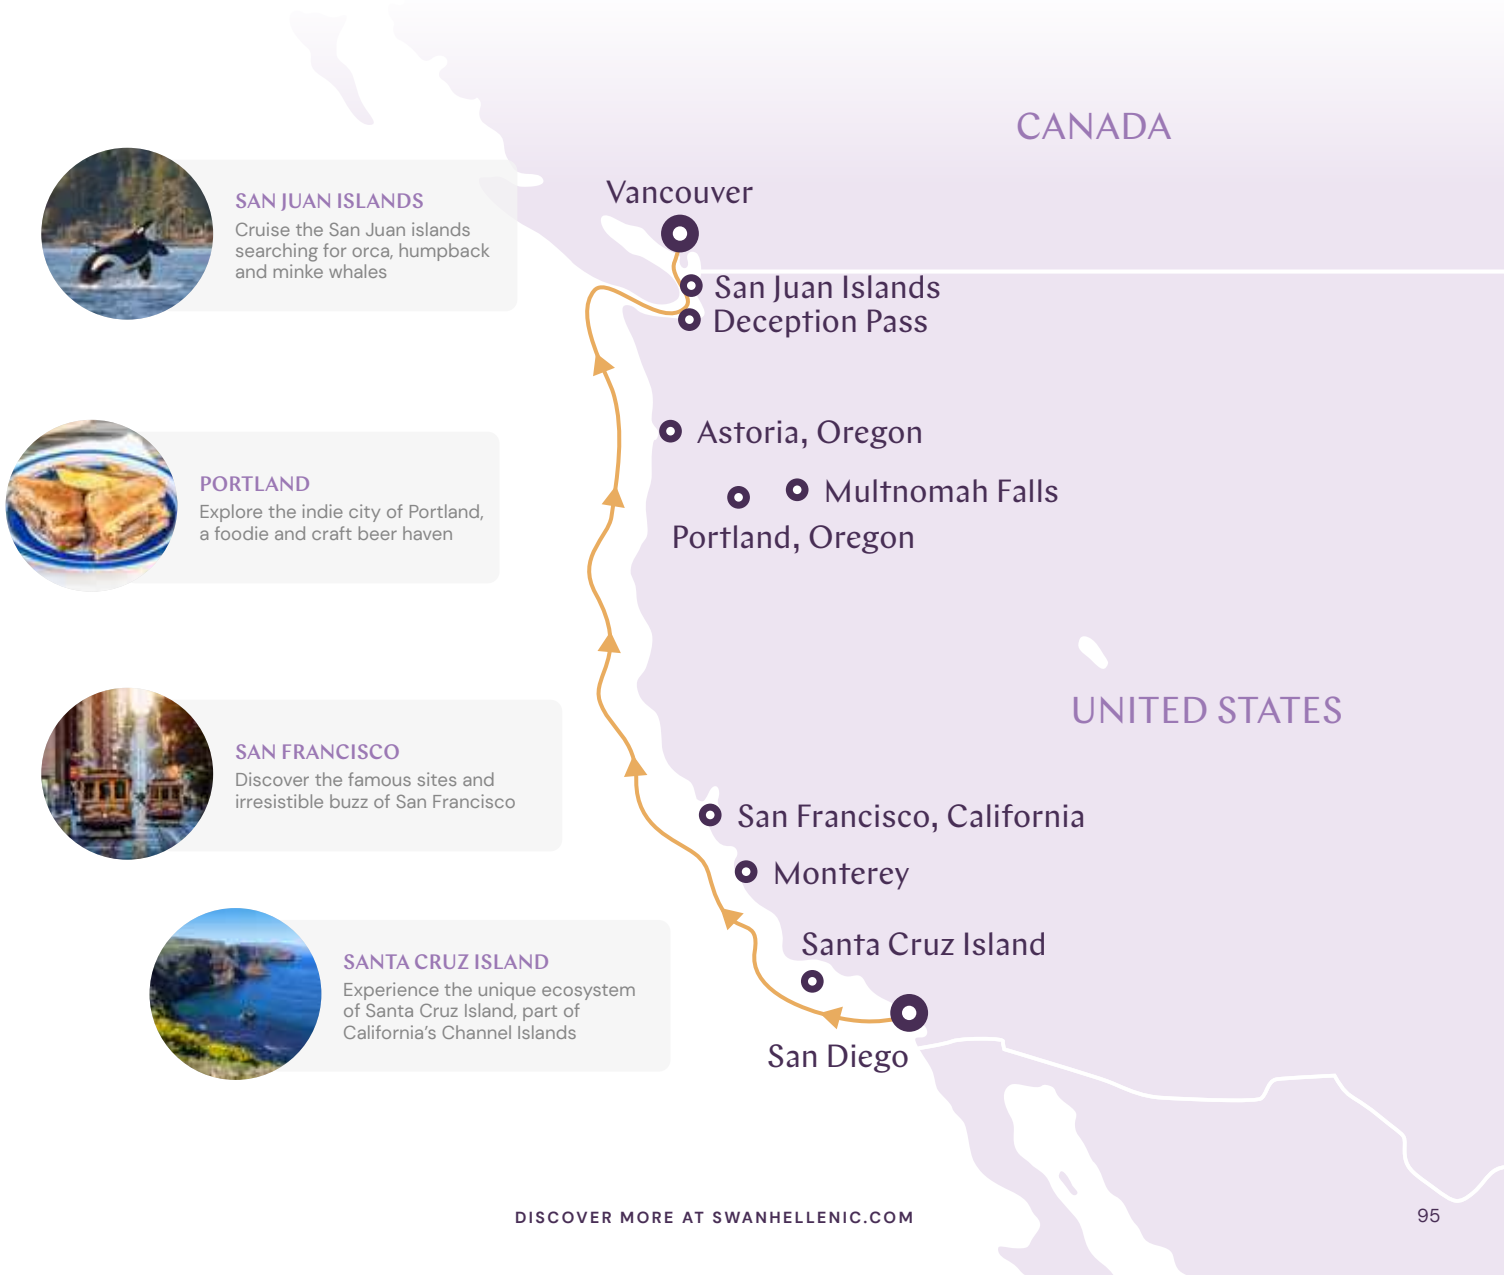 CANADA
Vancouver
SAN JUAN ISLANDS
Cruise the San Juan islands
searching for orca, humpback
and minke whales
San Juan Islands
Deception Pass
Astoria, Oregon
PORTLAND
Explore the indie city of Portland,
a foodie and craft beer haven
Multnomah Falls
Portland, Oregon
UNITED STATES
SAN FRANCISCO
Discover the famous sites and
irresistible buzz of San Francisco
San Francisco, California
Monterey
Santa Cruz Island
SANTA CRUZ ISLAND
Experience the unique ecosystem
of Santa Cruz Island, part of
California's Channel Islands
San Diego
DISCOVER MORE AT SWANHELLENIC.COM
95